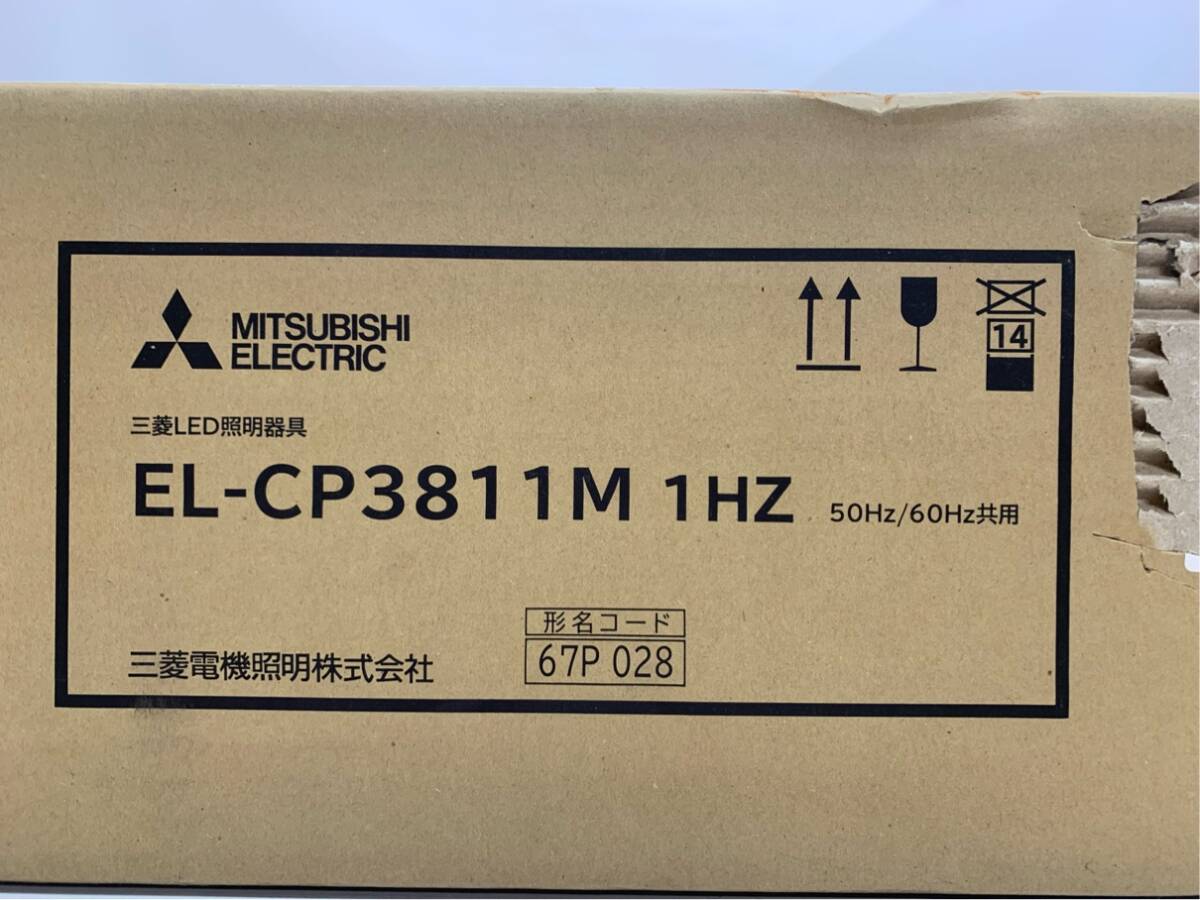 MITSUBISHI
ELECTRIC
14
三菱LED照明器具
EL-CP3811M 1HZ 50Hz/60Hz共用
形名コード
67P 028
三菱電機照明株式会社